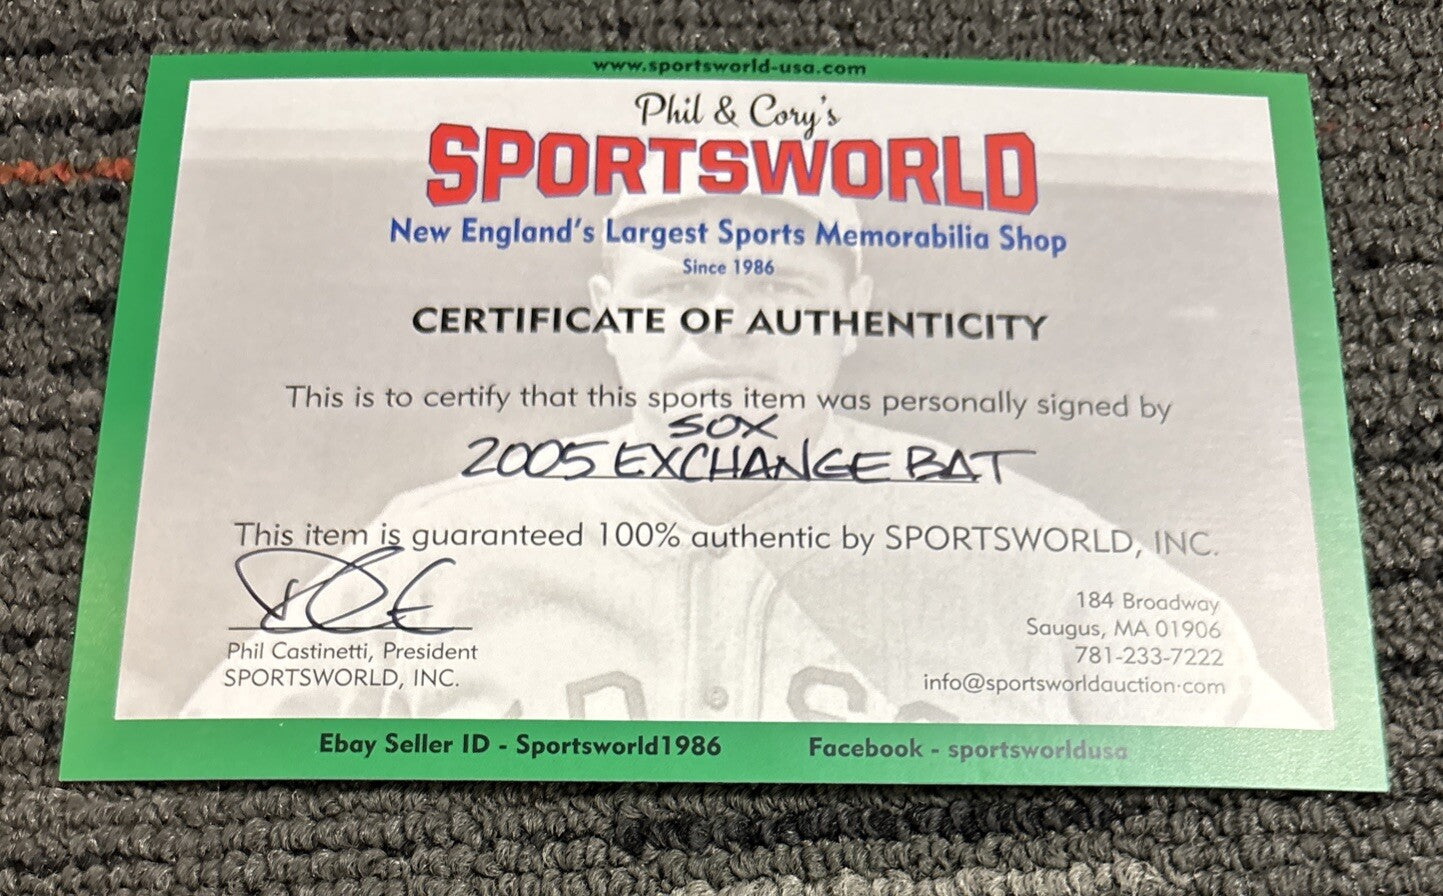 www.sportsworld-usa.com
Phil & Cory's
SPORTSWORLD
New England's Largest Sports Memorabilia Shop
Since 1986
CERTIFICATE OF AUTHENTICITY
This is to certify that this sports item was personally signed by
SOX
2005 EXCHANGE BAT
This item is guaranteed 100% authentic by SPORTSWORLD, INC.
Phil Castinetti, President
SPORTSWORLD, INC.
184 Broadway
Saugus, MA 01906
781-233-7222
info@sportsworldauction.com
Ebay Seller ID - Sportsworld1986
Facebook - sportsworldusa